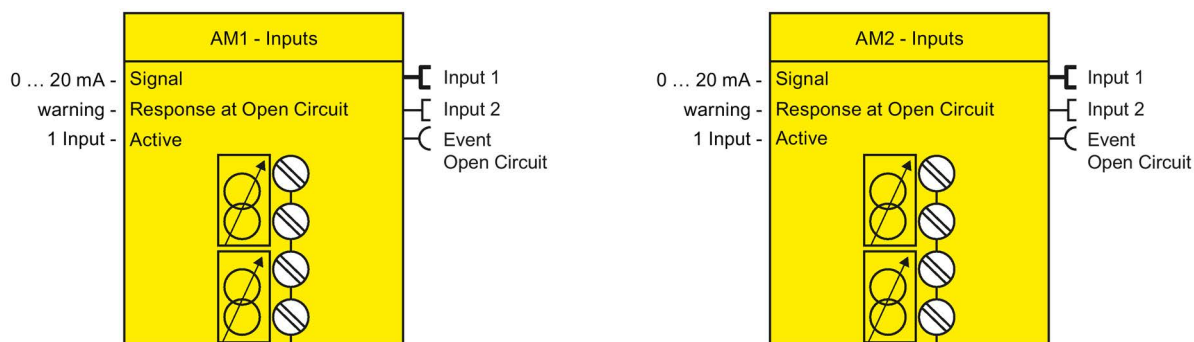 AM1 - Inputs
0 … 20 mA - Signal
Input 1
warning - Response at Open Circuit
Input 2
1 Input - Active
Event
Open Circuit
AM2 - Inputs
0 … 20 mA - Signal
Input 1
warning - Response at Open Circuit
Input 2
1 Input - Active
Event
Open Circuit